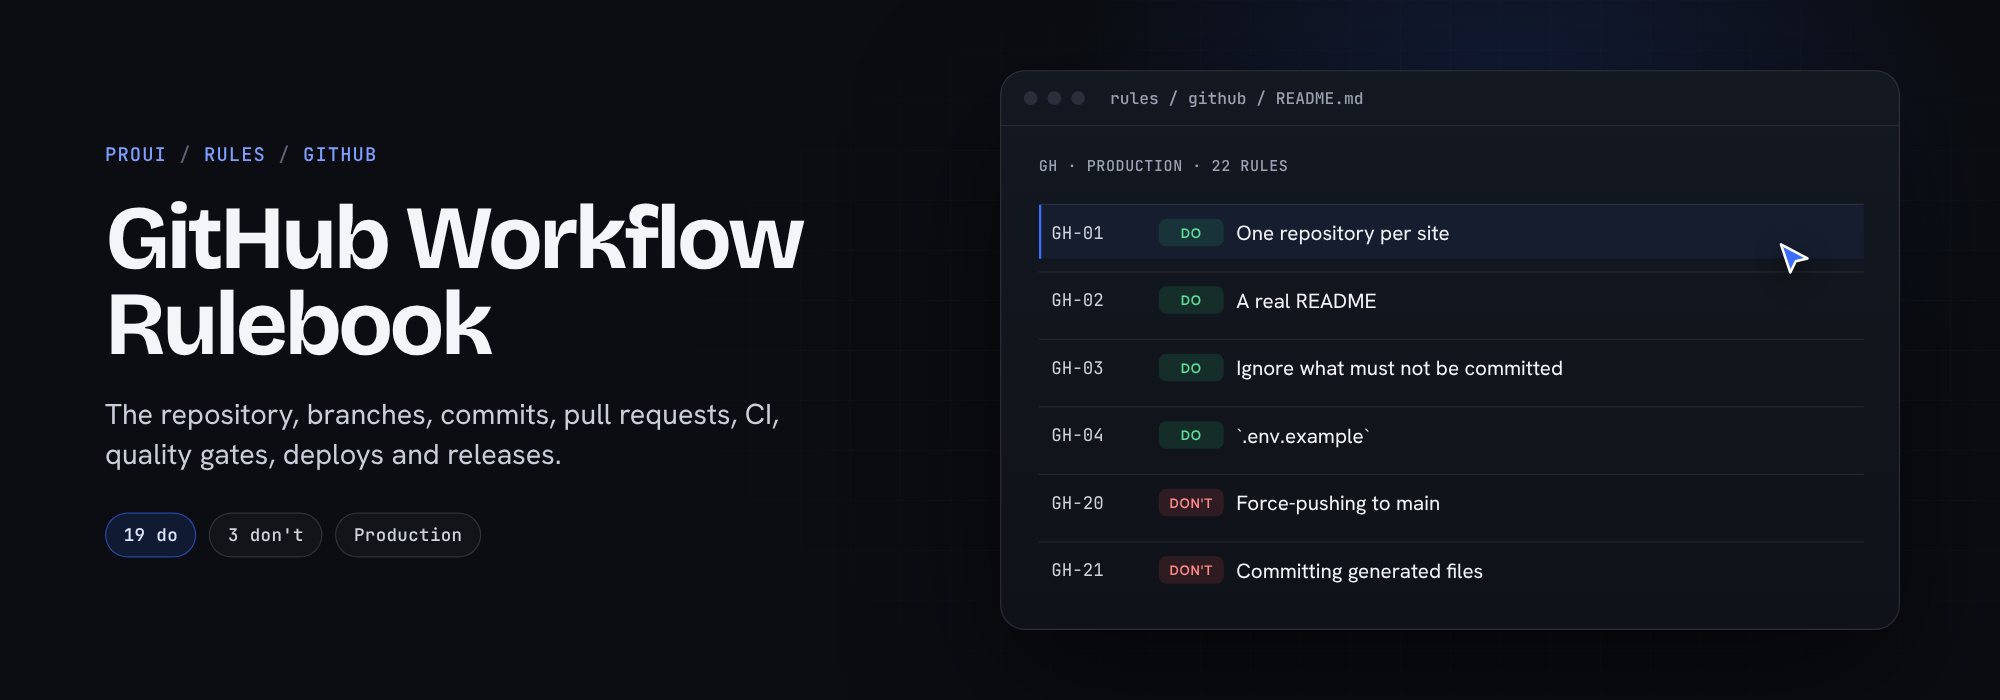 PROUI / RULES / GITHUB
GitHub Workflow
Rulebook
The repository, branches, commits, pull requests, CI,
quality gates, deploys and releases.
19 do
3 don't
Production
rules / github / README.md
GH · PRODUCTION · 22 RULES
GH-01 DO One repository per site
GH-02 DO A real README
GH-03 DO Ignore what must not be committed
GH-04 DO `.env.example`
GH-20 DON'T Force-pushing to main
GH-21 DON'T Committing generated files